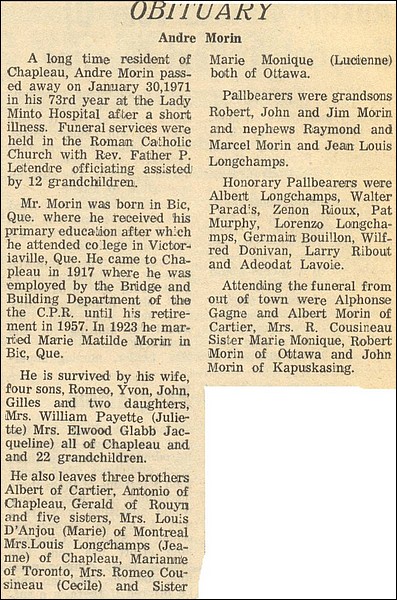 OBITUARY
Andre Morin
A long time resident of
Chapleau, Andre Morin pass-
ed away on January 30,1971
in his 73rd year at the Lady
Minto Hospital after a short
illness. Funeral services were
held in the Roman Catholic
Church with Rev. Father P.
Letendre officiating assisted
by 12 grandchildren.
Mr. Morin was born in Bic,
Que. where he received his
primary education after which
he attended college in Victor-
iaville, Que. He came to Cha-
pleau in 1917 where he was
employed by the Bridge and
Building Department of the
the C.P.R. until his retire-
ment in 1957. In 1923 he mar-
ried Marie Matilde Morin in
Bic, Que.
He is survived by his wife,
four sons, Romeo, Yvon, John,
Gilles and two daughters,
Mrs. William Payette (Julie-
tte) Mrs. Elwood Glabb Jac-
queline) all of Chapleau and
and 22 grandchildren.
He also leaves three brothers
Albert of Cartier, Antonio of
Chapleau, Gerald of Rouyn
and five sisters, Mrs. Louis
D'Anjou (Marie) of Montreal
Mrs.Louis Longchamps (Jea-
nne) of Chapleau, Marianne
of Toronto, Mrs. Romeo Cou-
sineau (Cecile) and Sister
Marie Monique (Lucienne)
both of Ottawa.
Pallbearers were grandsons
Robert, John and Jim Morin
and nephews Raymond and
Marcel Morin and Jean Louis
Longchamps.
Honorary Pallbearers were
Albert Longchamps, Walter
Paradis, Zenon Rioux, Pat
Murphy, Lorenzo Longcha-
mps, Germain Bouillon, Wilf-
red Donivan, Larry Ribout
and Adeodat Lavoie.
Attending the funeral from
out of town were Alphonse
Gagne and Albert Morin of
Cartier, Mrs. R. Cousineau
Sister Marie Monique, Robert
Morin of Ottawa and John
Morin of Kapuskasing.